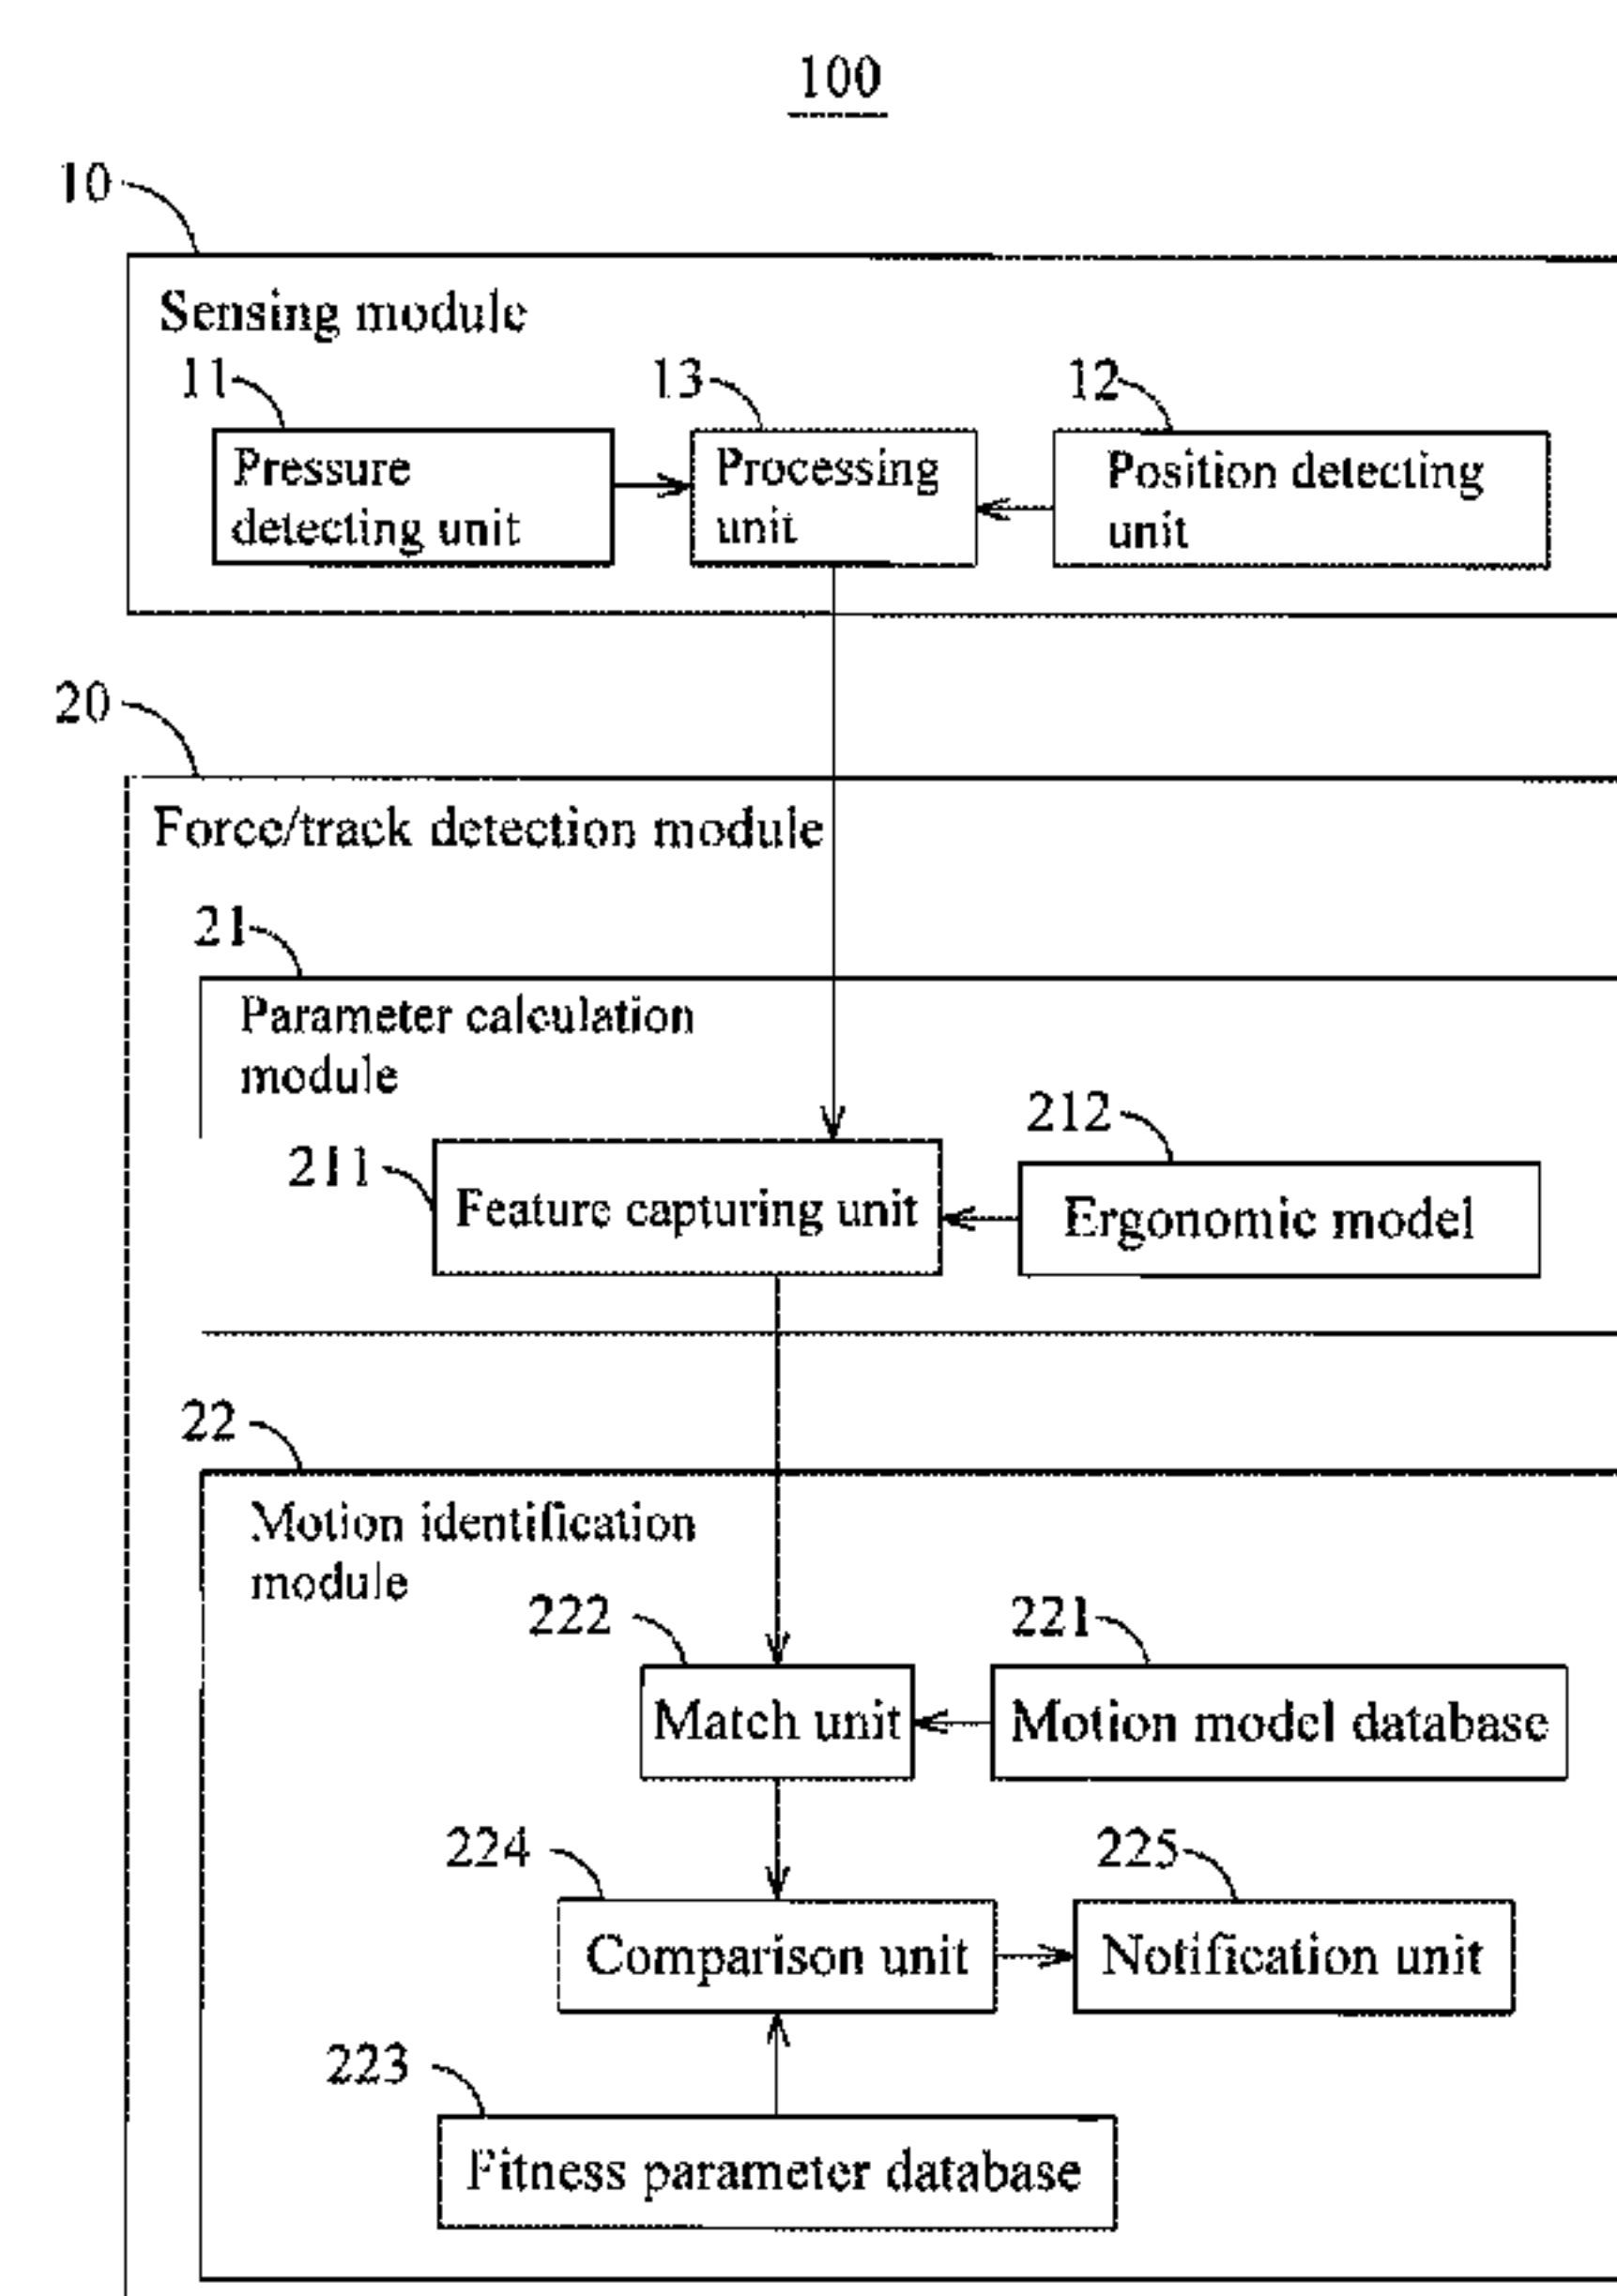 100
10
Sensing module
11
13
12
Pressure
detecting unit
Processing
unit
Position detecting
unit
20
Force/track detection module
21
Parameter calculation
module
212
211
Feature capturing unit
Ergonomic model
22
Motion identification
module
222
221
Match unit
Motion model database
224
225
Comparison unit
Notification unit
223
Fitness parameter database